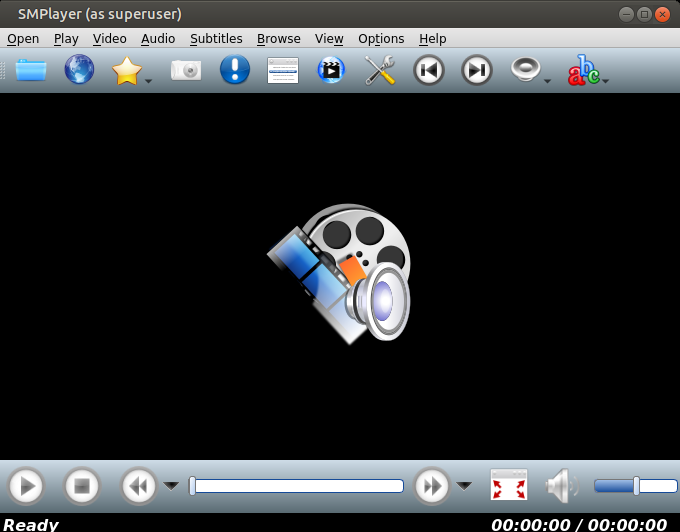 SMPlayer (as superuser)
Open Play Video Audio Subtitles Browse View Options Help
abc
Ready 00:00:00 / 00:00:00